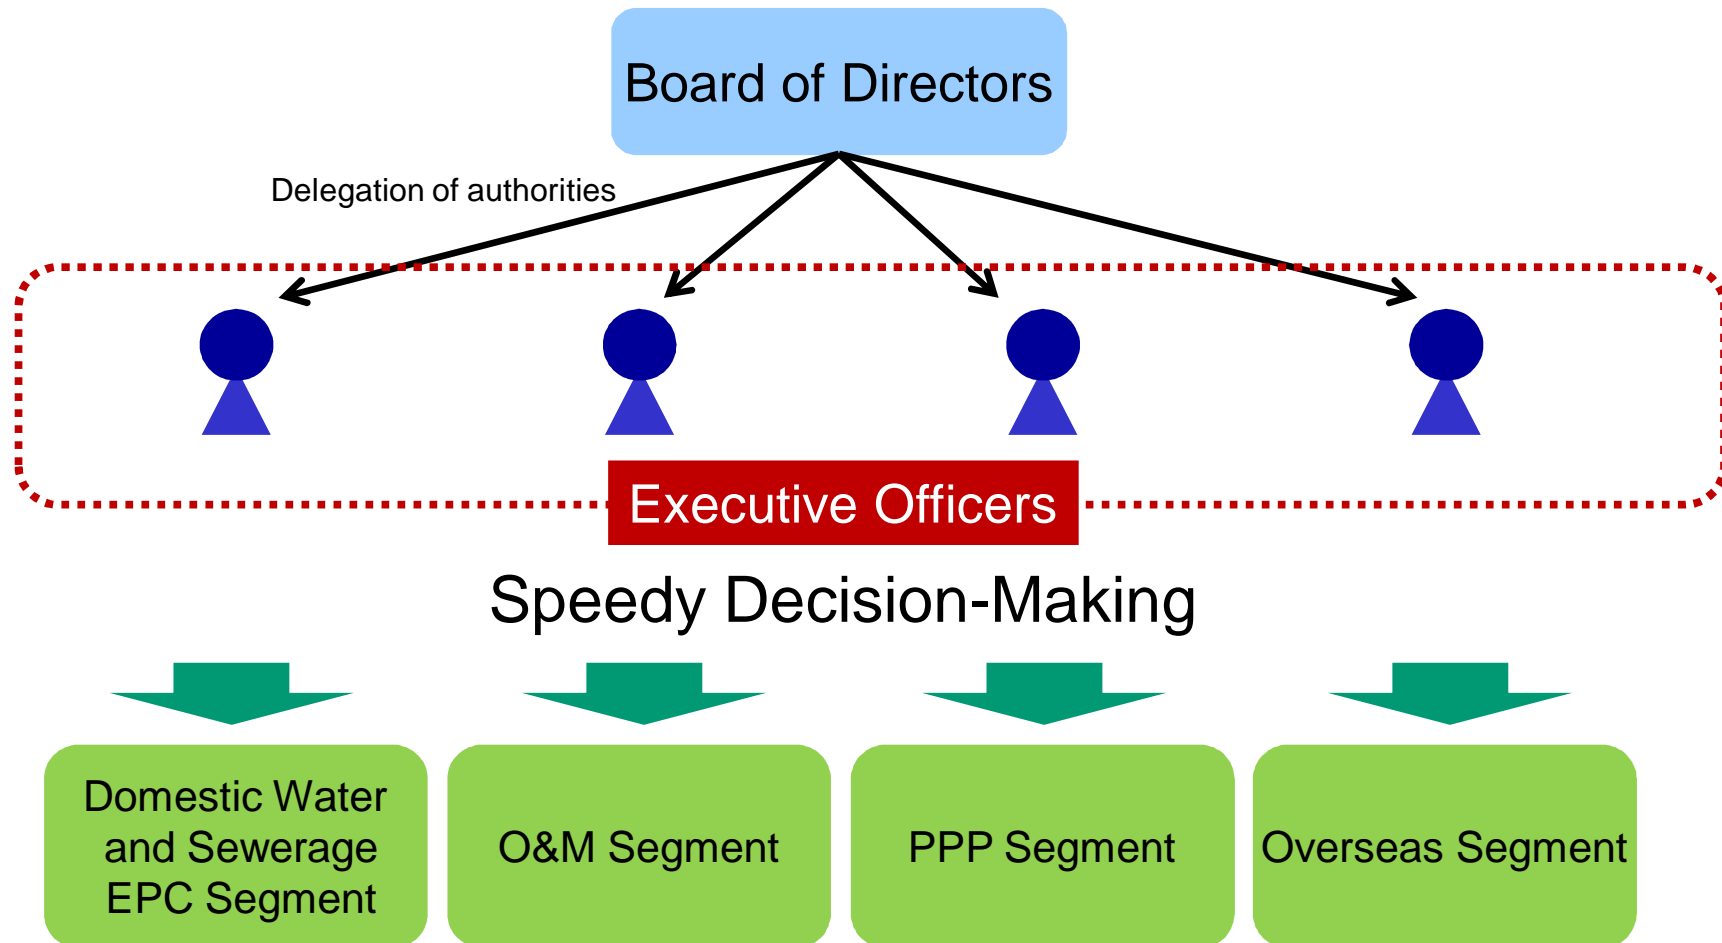 Board of Directors
Delegation of authorities
Executive Officers
Speedy Decision-Making
Domestic Water
and Sewerage
EPC Segment
O&M Segment
PPP Segment
Overseas Segment